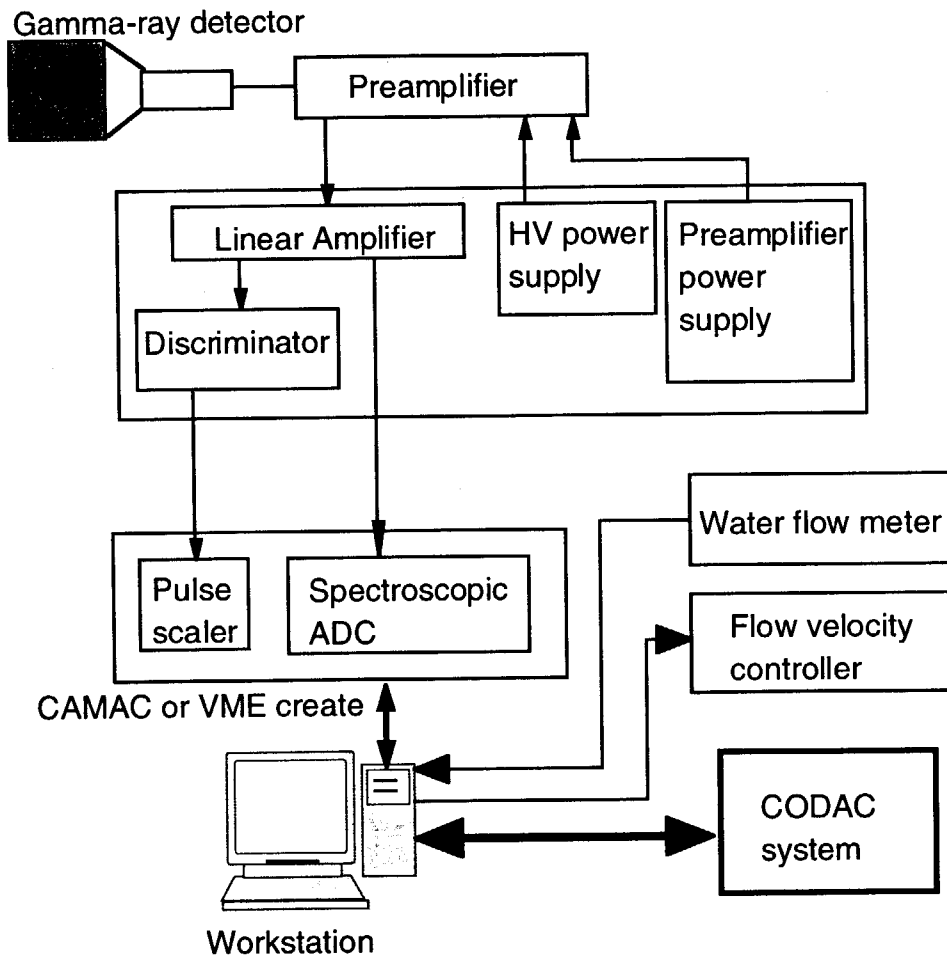 Gamma-ray detector
Preamplifier
Linear Amplifier
HV power
supply
Preamplifier
power
supply
Discriminator
Water flow meter
Pulse
scaler
Spectroscopic
ADC
Flow velocity
controller
CAMAC or VME create
CODAC
system
Workstation